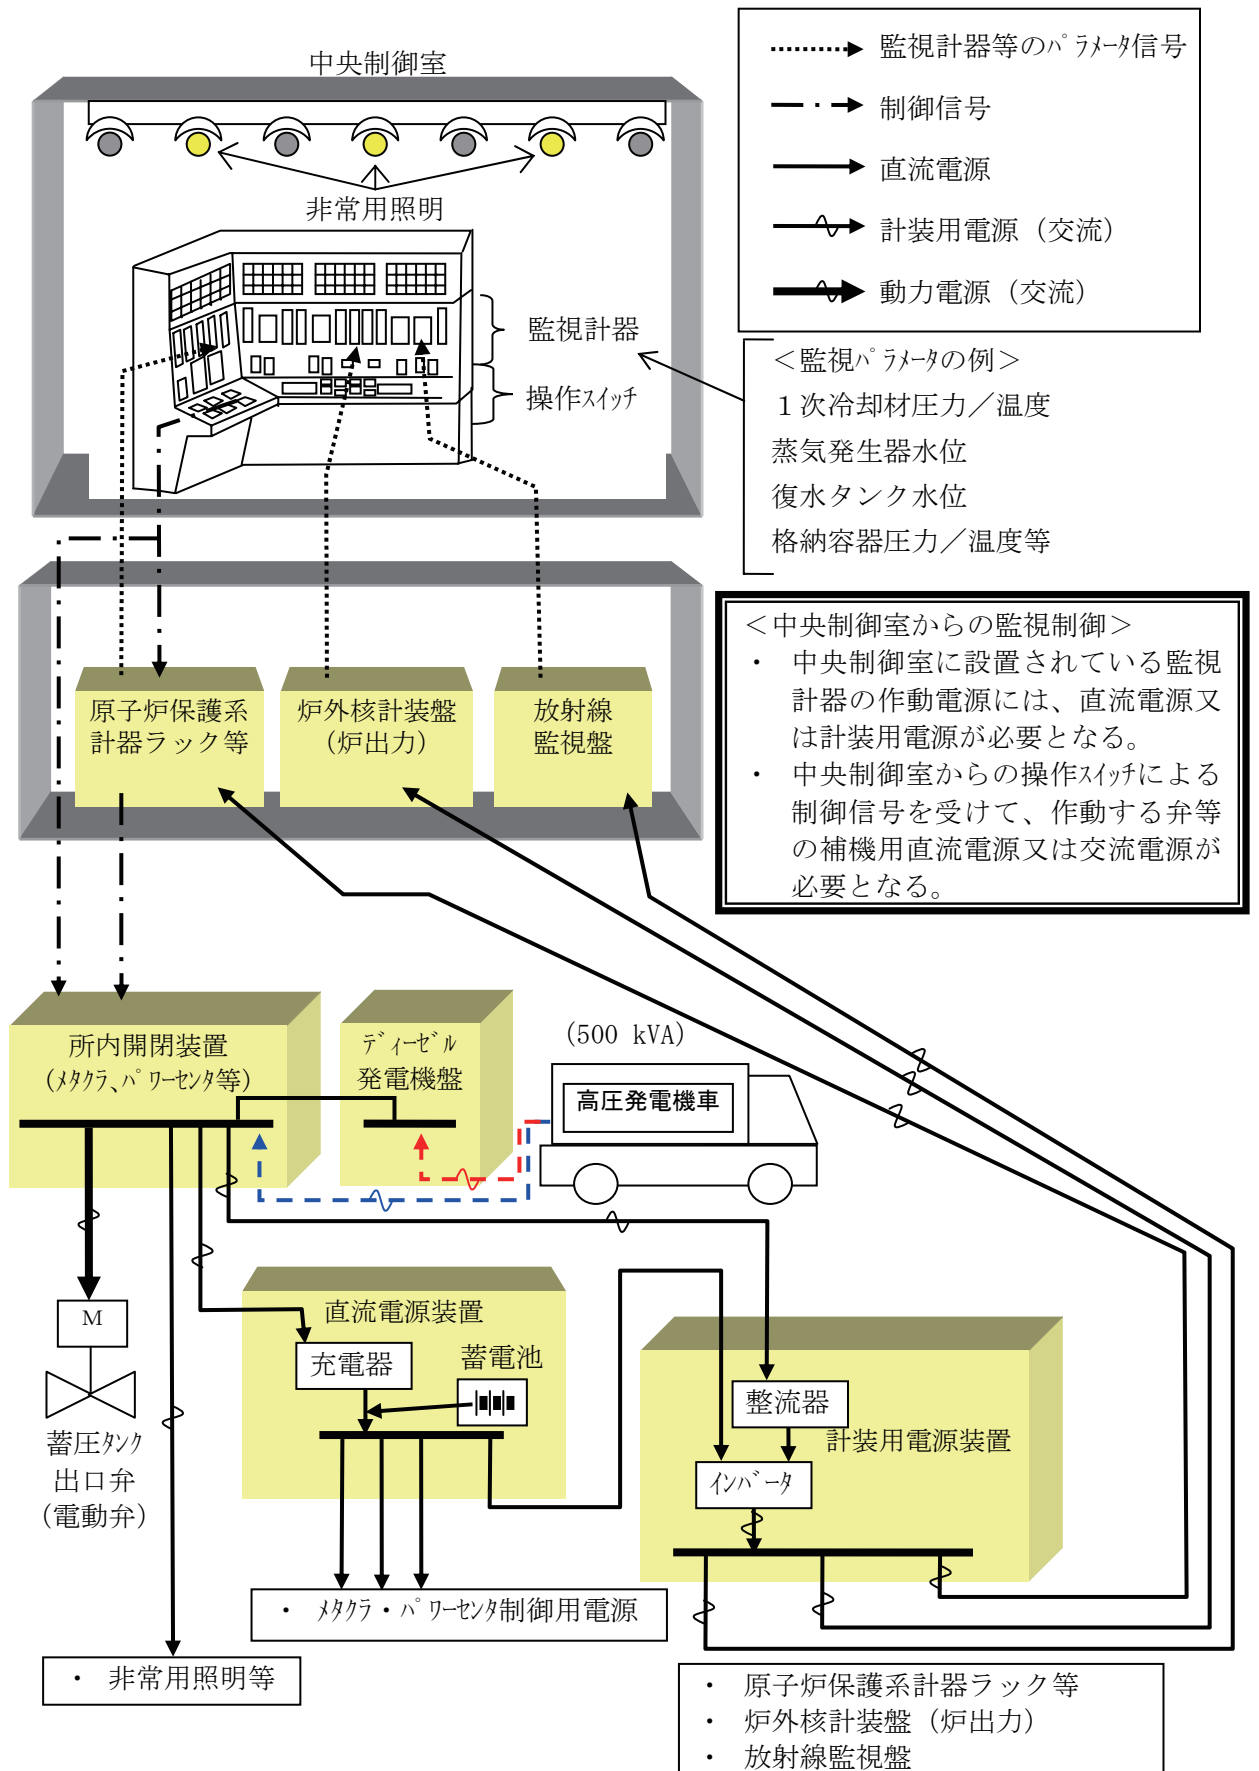 中央制御室
監視計器等のﾊﾟﾗﾒｰﾀ信号
制御信号
直流電源
計装用電源（交流）
動力電源（交流）
非常用照明
監視計器
操作ｽｲｯﾁ
＜監視ﾊﾟﾗﾒｰﾀの例＞
１次冷却材圧力／温度
蒸気発生器水位
復水タンク水位
格納容器圧力／温度等
＜中央制御室からの監視制御＞
・ 中央制御室に設置されている監視
計器の作動電源には、直流電源又
は計装用電源が必要となる。
・ 中央制御室からの操作ｽｲｯﾁによる
制御信号を受けて、作動する弁等
の補機用直流電源又は交流電源が
必要となる。
原子炉保護系
計器ラック等
炉外核計装盤
（炉出力）
放射線
監視盤
所内開閉装置
（ﾒﾀｸﾗ、ﾊﾟﾜｰｾﾝﾀ等）
ﾃﾞｨｰｾﾞﾙ
発電機盤
(500 kVA)
高圧発電機車
M
蓄圧ﾀﾝｸ
出口弁
（電動弁）
直流電源装置
充電器
蓄電池
整流器
計装用電源装置
ｲﾝﾊﾞｰﾀ
・ ﾒﾀｸﾗ・ﾊﾟﾜｰｾﾝﾀ制御用電源
・ 非常用照明等
・ 原子炉保護系計器ラック等
・ 炉外核計装盤（炉出力）
・ 放射線監視盤